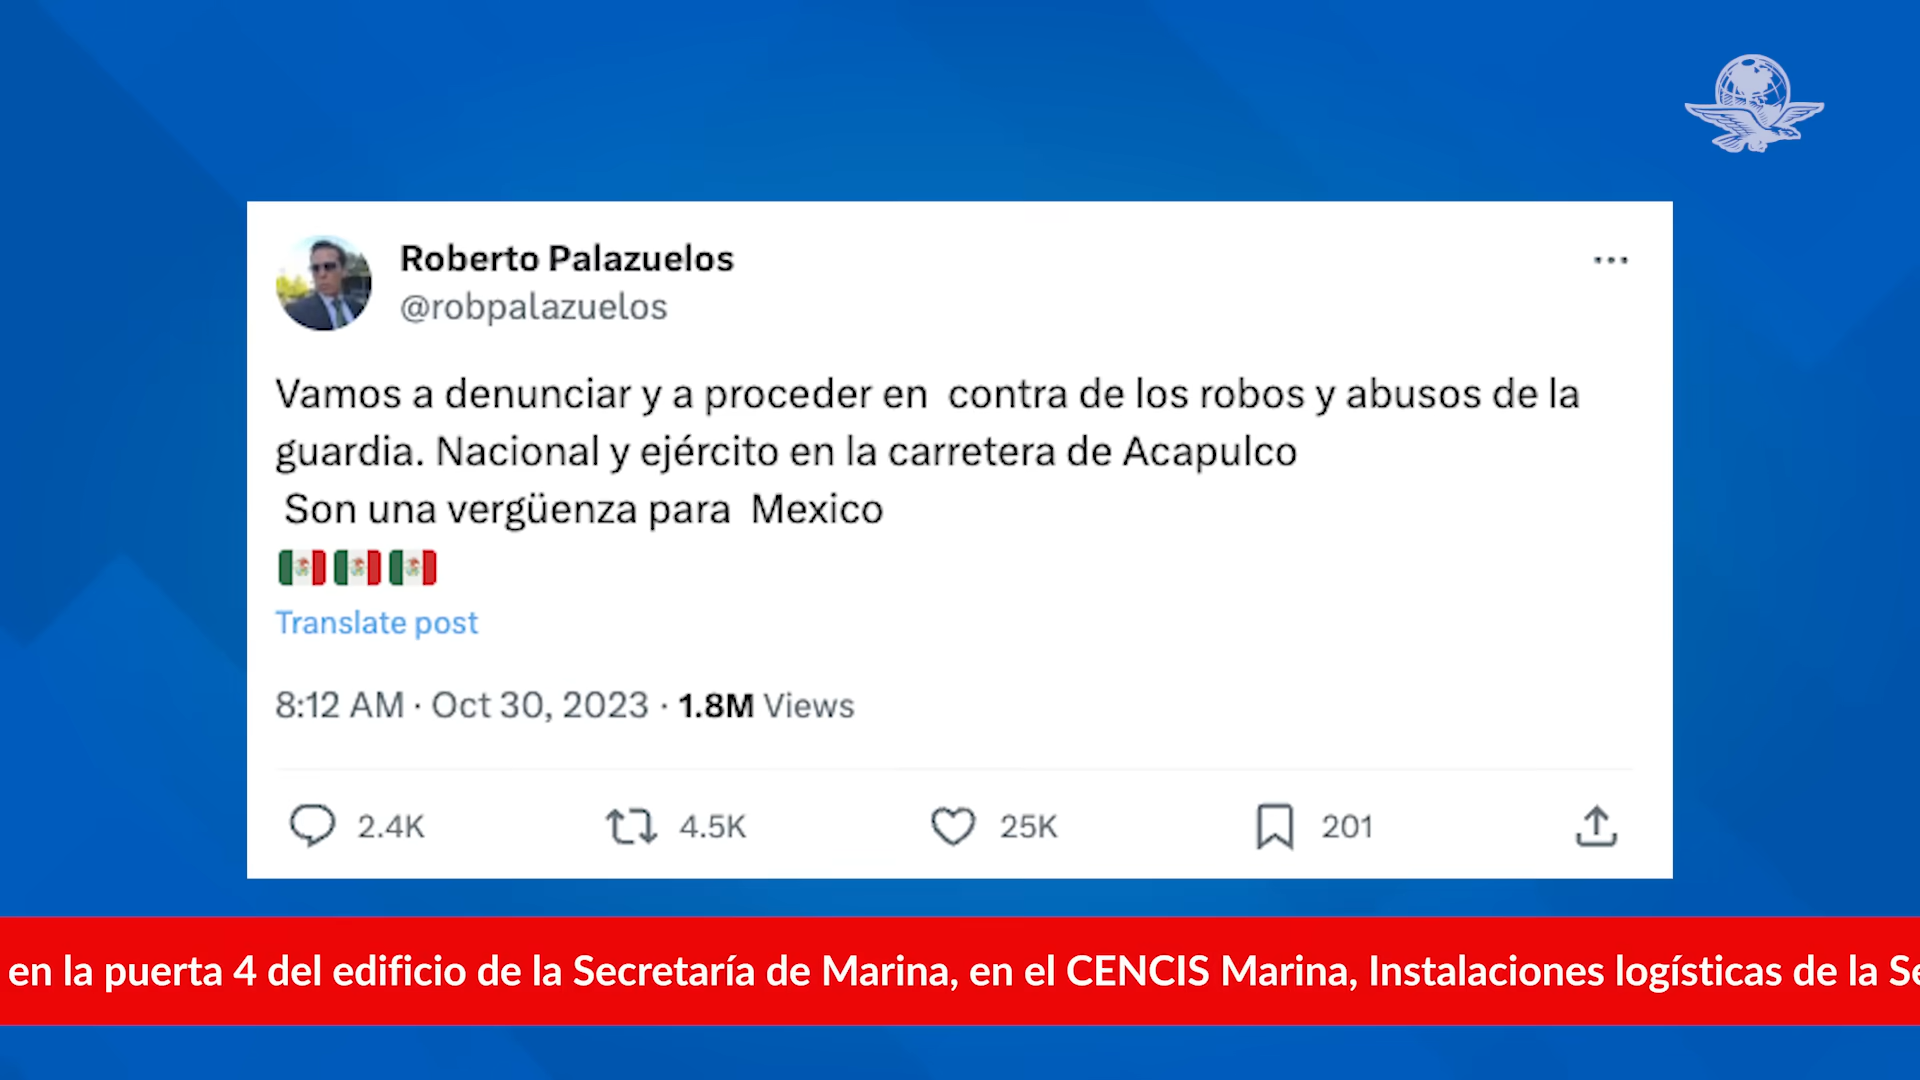 Roberto Palazuelos
@robpalazuelos
Vamos a denunciar y a proceder en  contra de los robos y abusos de la
guardia. Nacional y ejército en la carretera de Acapulco
Son una vergüenza para  Mexico
Translate post
8:12 AM · Oct 30, 2023 · 1.8M Views
2.4K 4.5K 25K 201
en la puerta 4 del edificio de la Secretaría de Marina, en el CENCIS Marina, Instalaciones logísticas de la